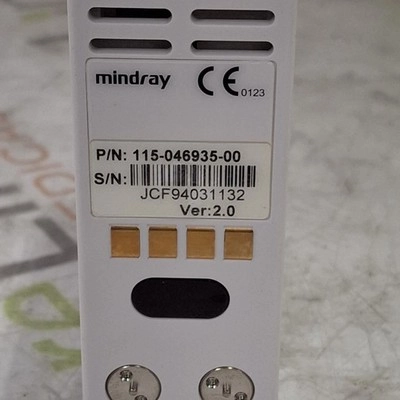 mindray CE 0123
P/N: 115-046935-00
S/N:
JCF94031132
Ver:2.0